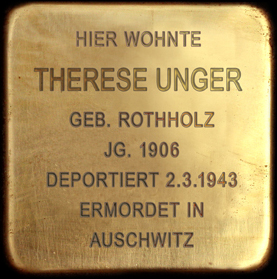 HIER WOHNTE
THERESE UNGER
GEB. ROTHHOLZ
JG. 1906
DEPORTIERT 2.3.1943
ERMORDET IN
AUSCHWITZ